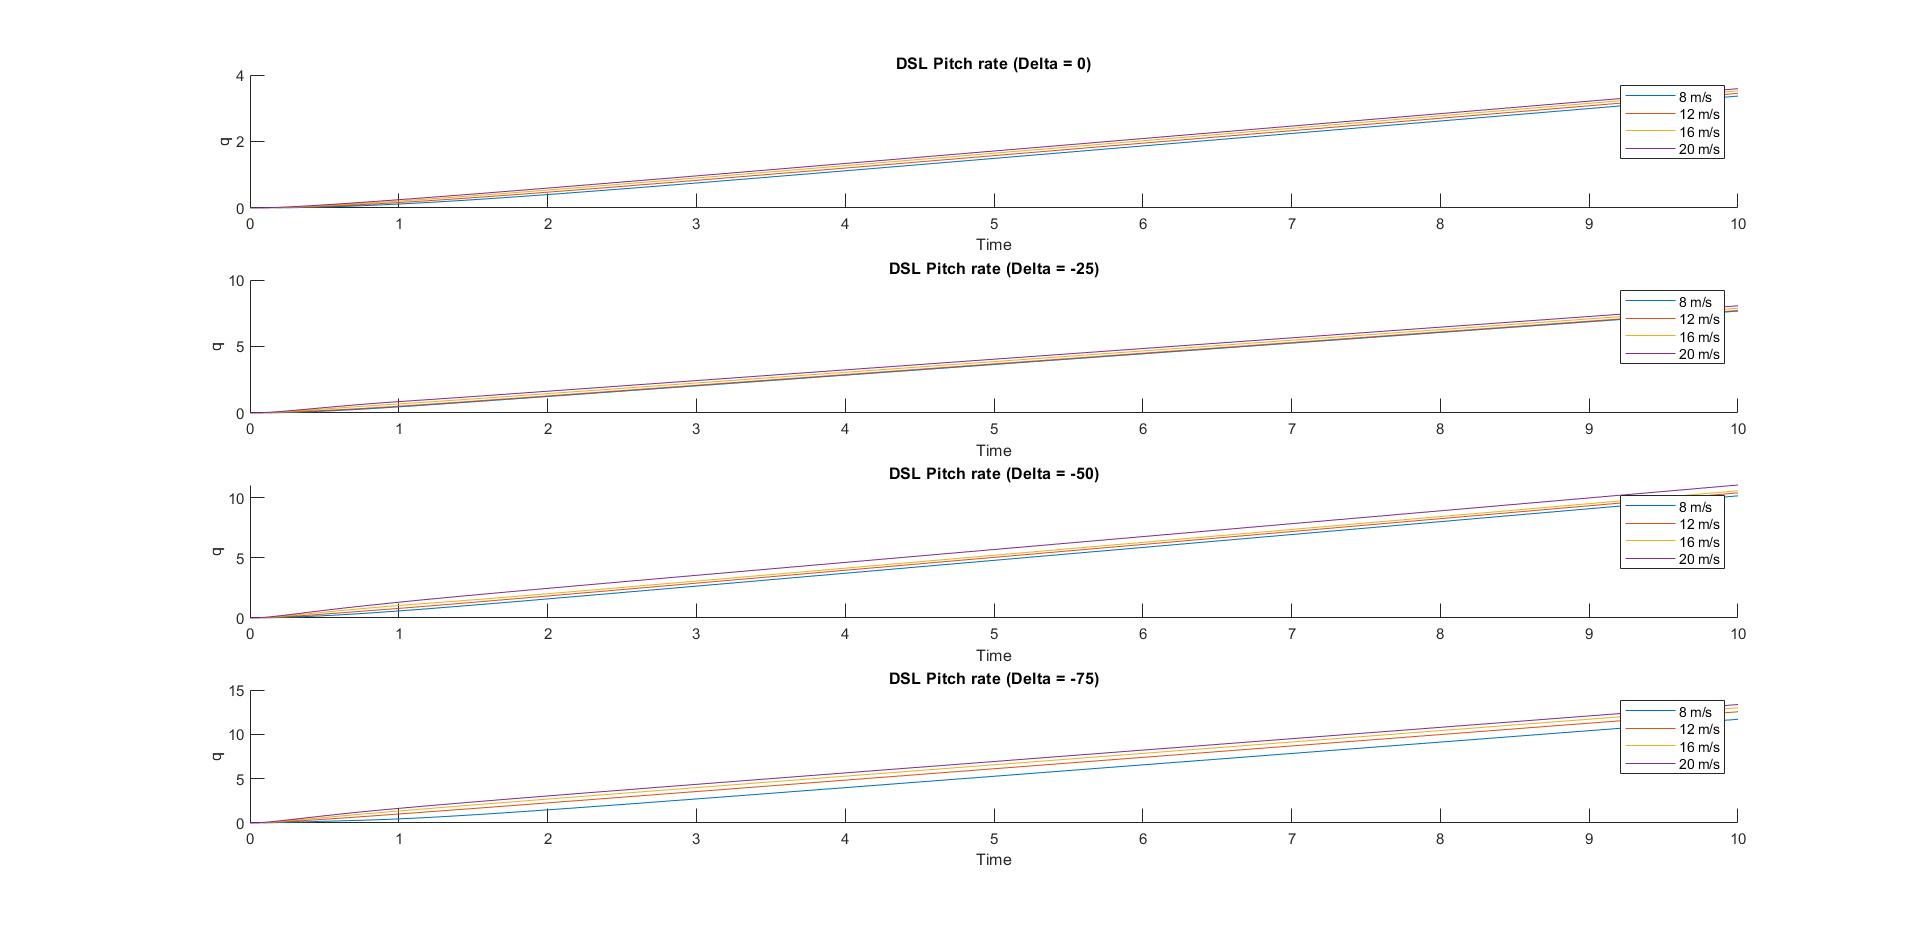 DSL Pitch rate (Delta = 0)
4
2
0
q
0 1 2 3 4 5 6 7 8 9 10
Time
8 m/s
12 m/s
16 m/s
20 m/s
DSL Pitch rate (Delta = -25)
10
5
0
q
0 1 2 3 4 5 6 7 8 9 10
Time
8 m/s
12 m/s
16 m/s
20 m/s
DSL Pitch rate (Delta = -50)
10
5
0
q
0 1 2 3 4 5 6 7 8 9 10
Time
8 m/s
12 m/s
16 m/s
20 m/s
DSL Pitch rate (Delta = -75)
15
10
5
0
q
0 1 2 3 4 5 6 7 8 9 10
Time
8 m/s
12 m/s
16 m/s
20 m/s